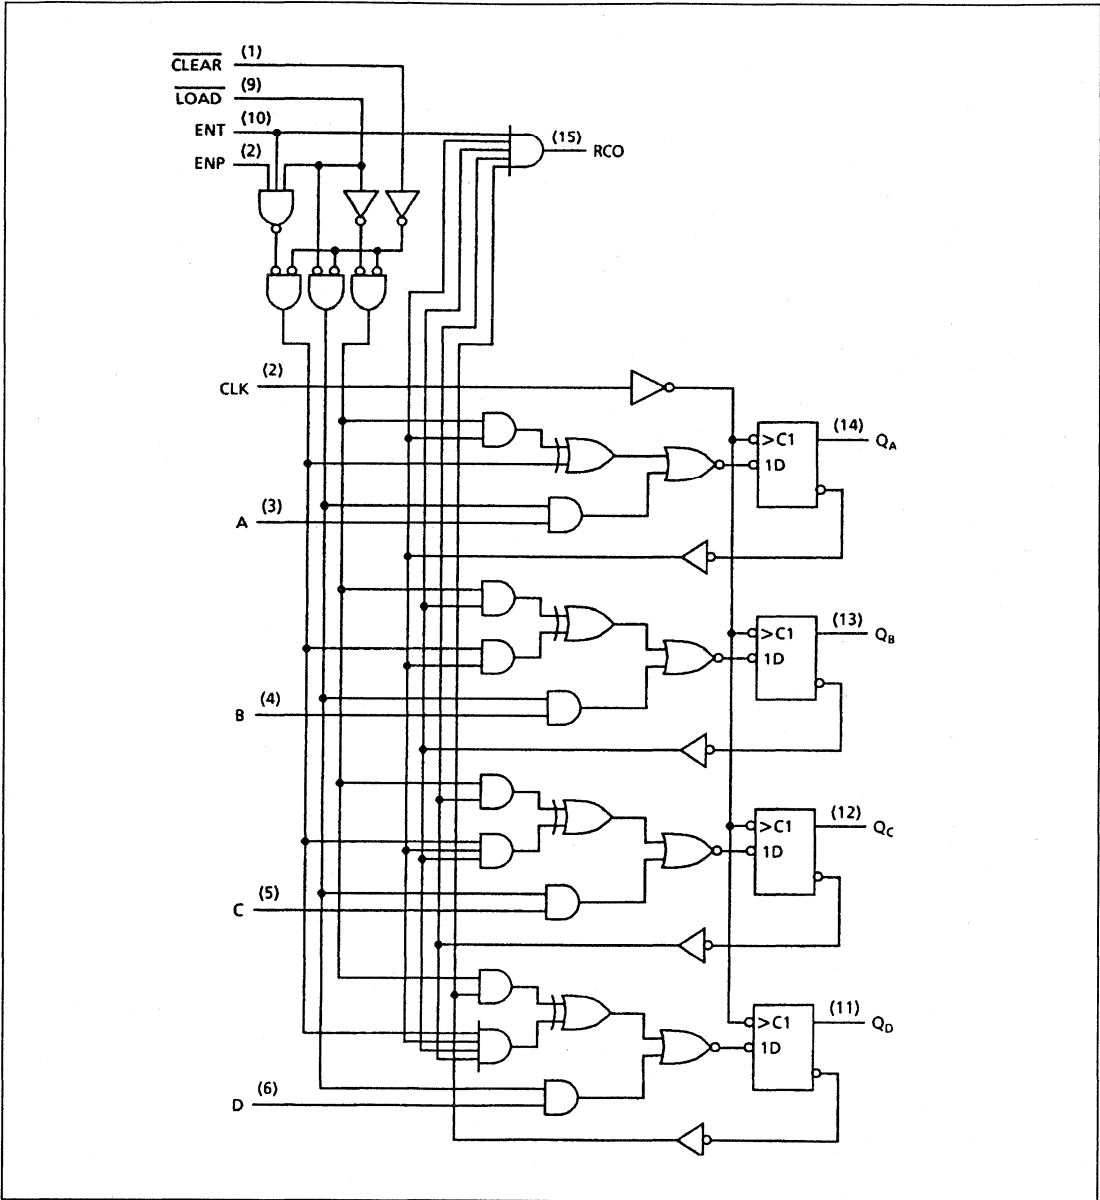 CLEAR (1)
LOAD (9)
ENT (10)
ENP (2)
(15) RCO
CLK (2)
>C1
1D
(14) QA
A (3)
>C1
1D
(13) QB
B (4)
>C1
1D
(12) QC
C (5)
>C1
1D
(11) QD
D (6)